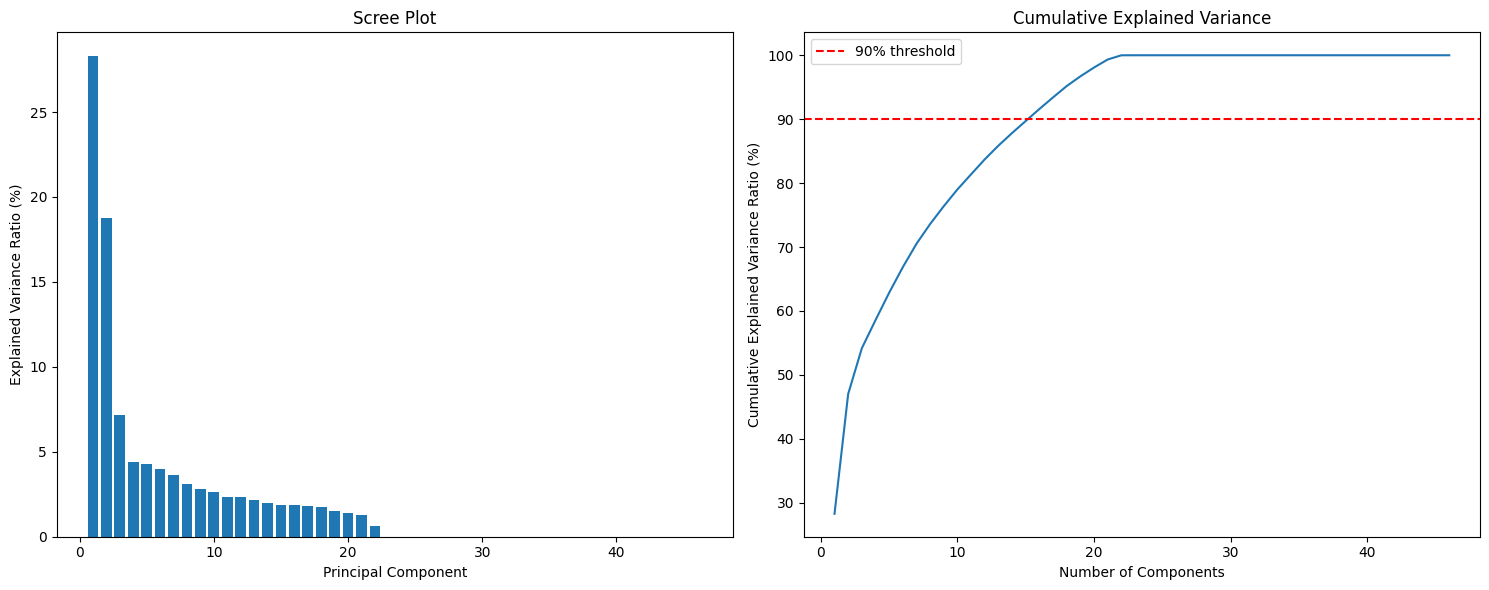 Scree Plot
Explained Variance Ratio (%)
25
20
15
10
5
0
0 10 20 30 40
Principal Component
Cumulative Explained Variance
90% threshold
Cumulative Explained Variance Ratio (%)
100
90
80
70
60
50
40
30
0 10 20 30 40
Number of Components